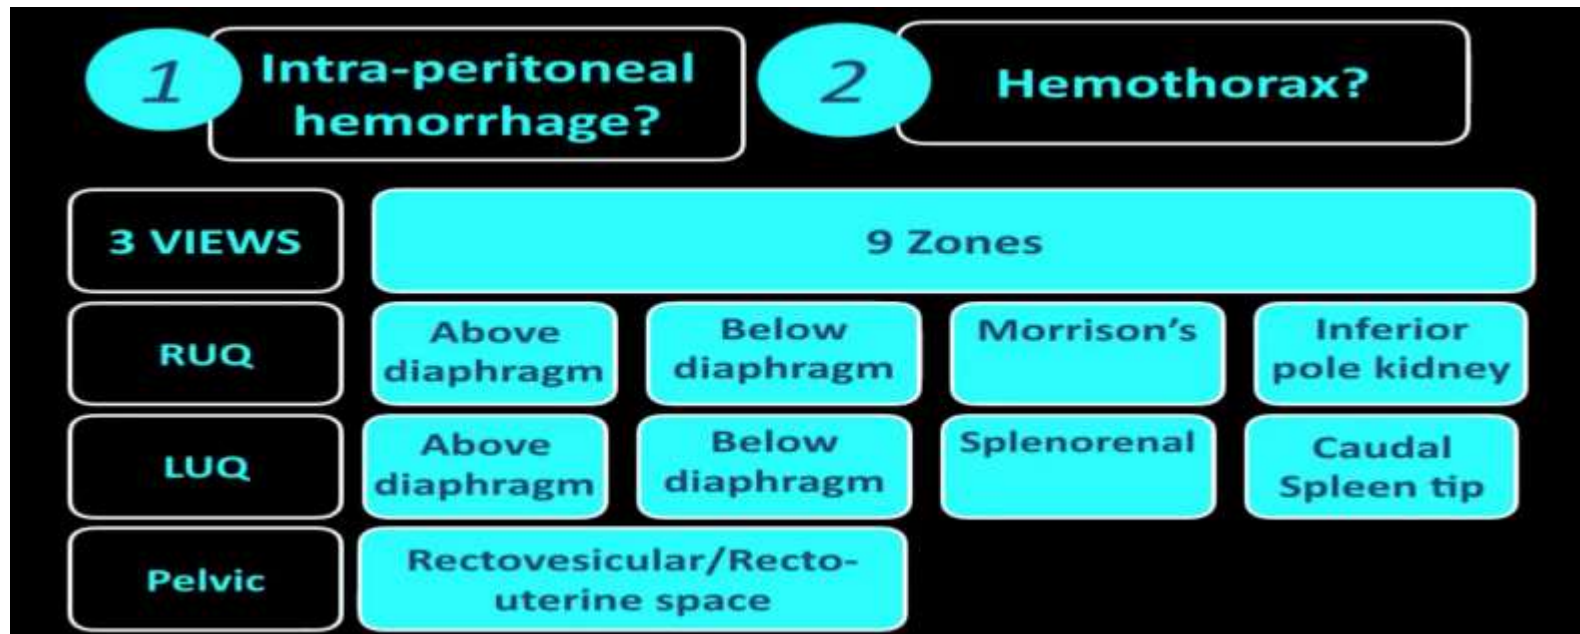 1
Intra-peritoneal
hemorrhage?
2
Hemothorax?
3 VIEWS
9 Zones
RUQ
Above
diaphragm
Below
diaphragm
Morrison's
Inferior
pole kidney
LUQ
Above
diaphragm
Below
diaphragm
Splenorenal
Caudal
Spleen tip
Pelvic
Rectovesicular/Recto-
uterine space